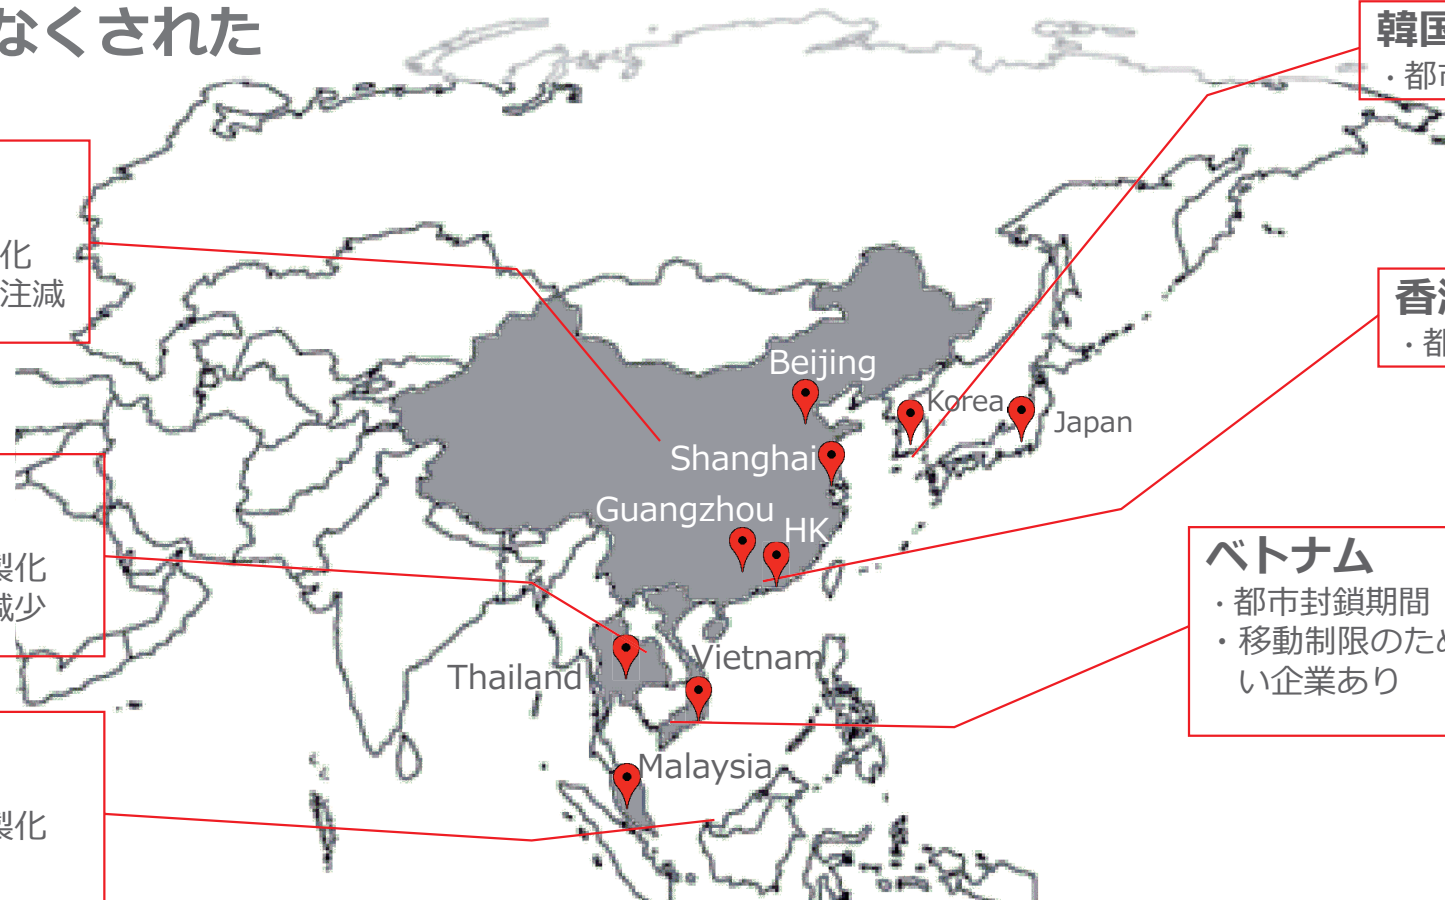 なくされた
韓国
・都市
化
注減
香港
・都
Beijing
Korea
Japan
Shanghai
Guangzhou
HK
製化
減少
ベトナム
・都市封鎖期間
・移動制限のため
い企業あり
Thailand
Vietnam
Malaysia
製化